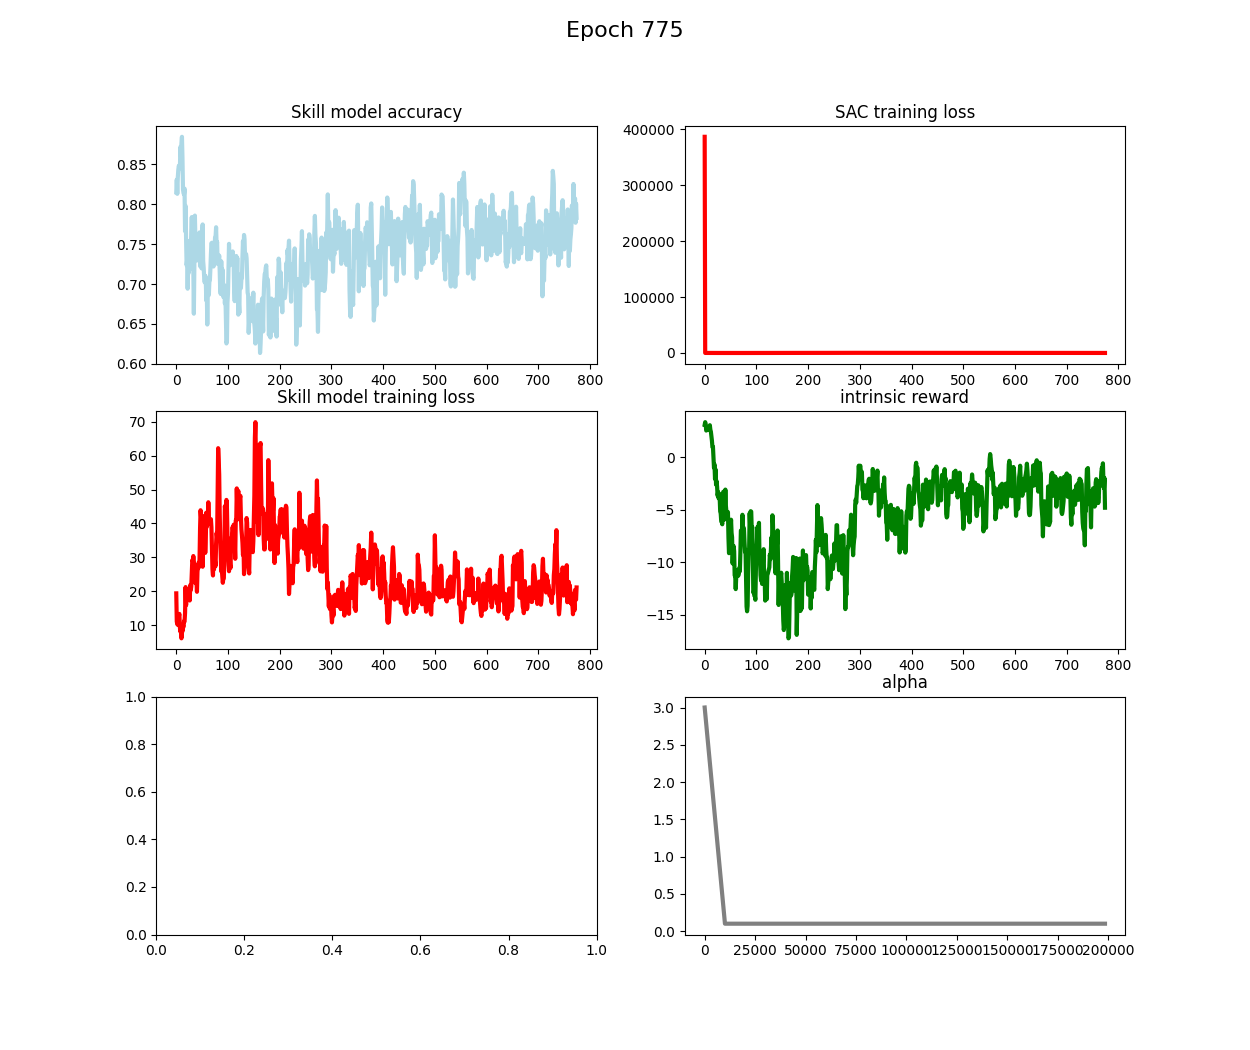 Epoch 775
Skill model accuracy
0.85
0.80
0.75
0.70
0.65
0.60
0 100 200 300 400 500 600 700 800
SAC training loss
400000
300000
200000
100000
0
0 100 200 300 400 500 600 700 800
Skill model training loss
70
60
50
40
30
20
10
0 100 200 300 400 500 600 700 800
intrinsic reward
0
−5
−10
−15
0 100 200 300 400 500 600 700 800
1.0
0.8
0.6
0.4
0.2
0.0
0.0 0.2 0.4 0.6 0.8 1.0
alpha
3.0
2.5
2.0
1.5
1.0
0.5
0.0
0 25000 50000 75000 100000 125000 150000 175000 200000